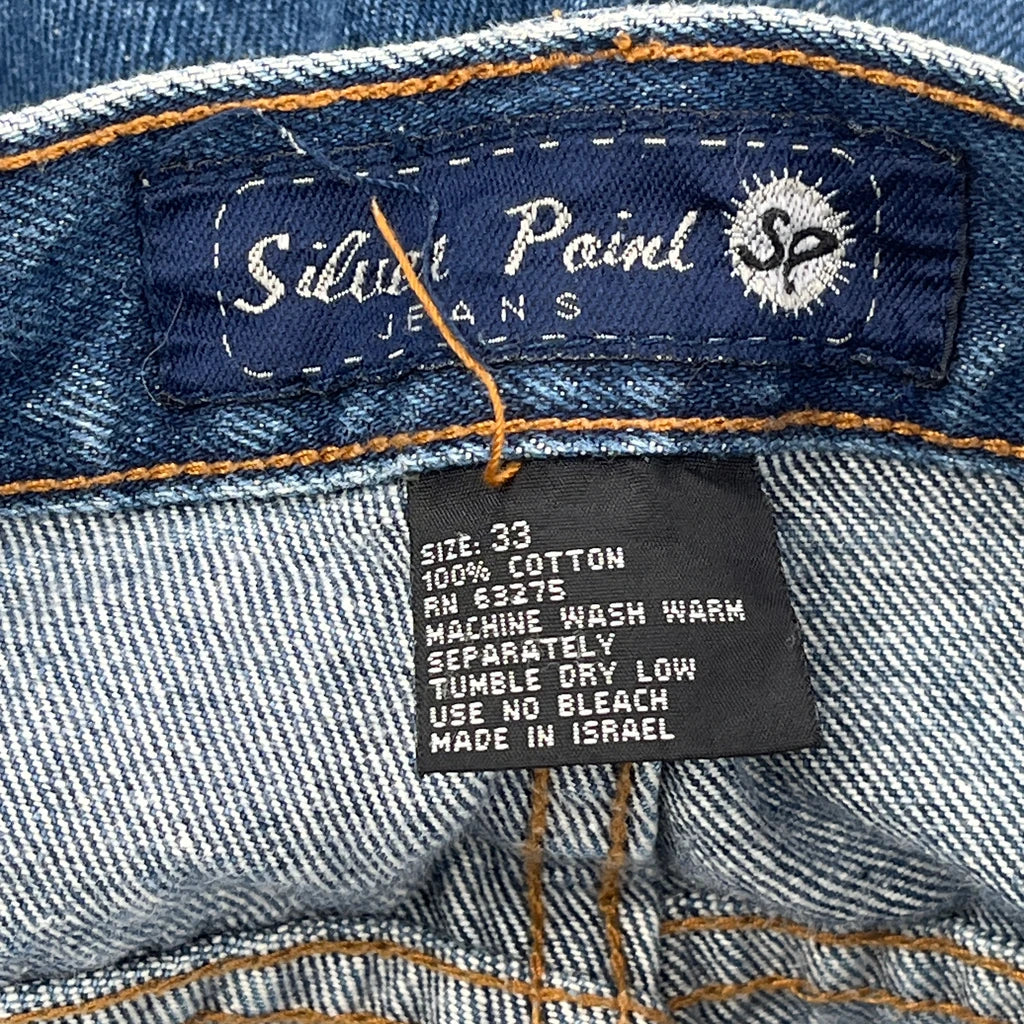 Silver Point
SP
JEANS
SIZE: 33
100% COTTON
RN 63275
MACHINE WASH WARM
SEPARATELY
TUMBLE DRY LOW
USE NO BLEACH
MADE IN ISRAEL